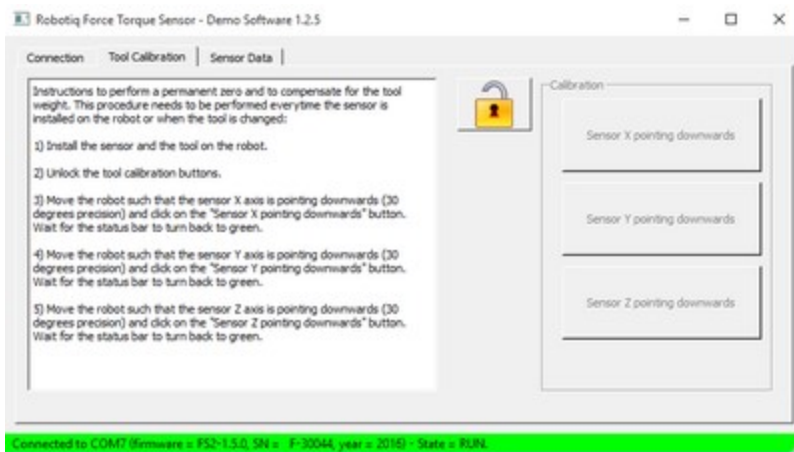 Robotiq Force Torque Sensor - Demo Software 1.2.5
Connection Tool Calibration Sensor Data
Instructions to perform a permanent zero and to compensate for the tool
weight. This procedure needs to be performed everytime the sensor is
installed on the robot or when the tool is changed:
1) Install the sensor and the tool on the robot.
2) Unlock the tool calibration buttons.
3) Move the robot such that the sensor X axis is pointing downwards (30
degrees precision) and click on the "Sensor X pointing downwards" button.
Wait for the status bar to turn back to green.
4) Move the robot such that the sensor Y axis is pointing downwards (30
degrees precision) and click on the "Sensor Y pointing downwards" button.
Wait for the status bar to turn back to green.
5) Move the robot such that the sensor Z axis is pointing downwards (30
degrees precision) and click on the "Sensor Z pointing downwards" button.
Wait for the status bar to turn back to green.
Calibration
Sensor X pointing downwards
Sensor Y pointing downwards
Sensor Z pointing downwards
Connected to COM7 (firmware = FS2-1.5.0, SN = F-30044, year = 2016) - State = RUN.